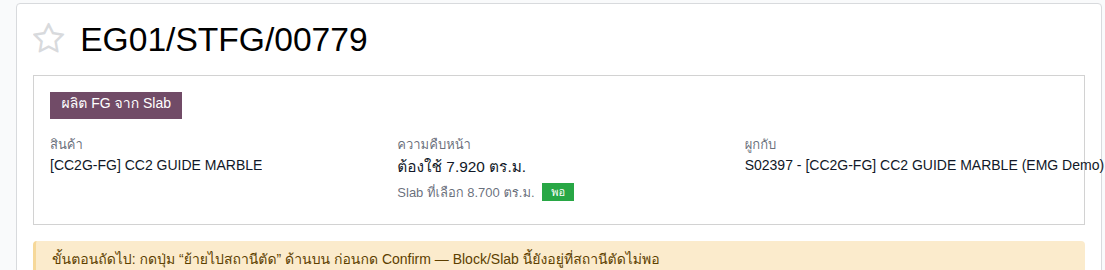 EG01/STFG/00779
ผลิต FG จาก Slab
สินค้า
[CC2G-FG] CC2 GUIDE MARBLE
ความคืบหน้า
ต้องใช้ 7.920 ตร.ม.
Slab ที่เลือก 8.700 ตร.ม. พอ
ผูกกับ
S02397 - [CC2G-FG] CC2 GUIDE MARBLE (EMG Demo)
ขั้นตอนถัดไป: กดปุ่ม “ย้ายไปสถานีตัด” ด้านบน ก่อนกด Confirm — Block/Slab นี้ยังอยู่ที่สถานีตัดไม่พอ